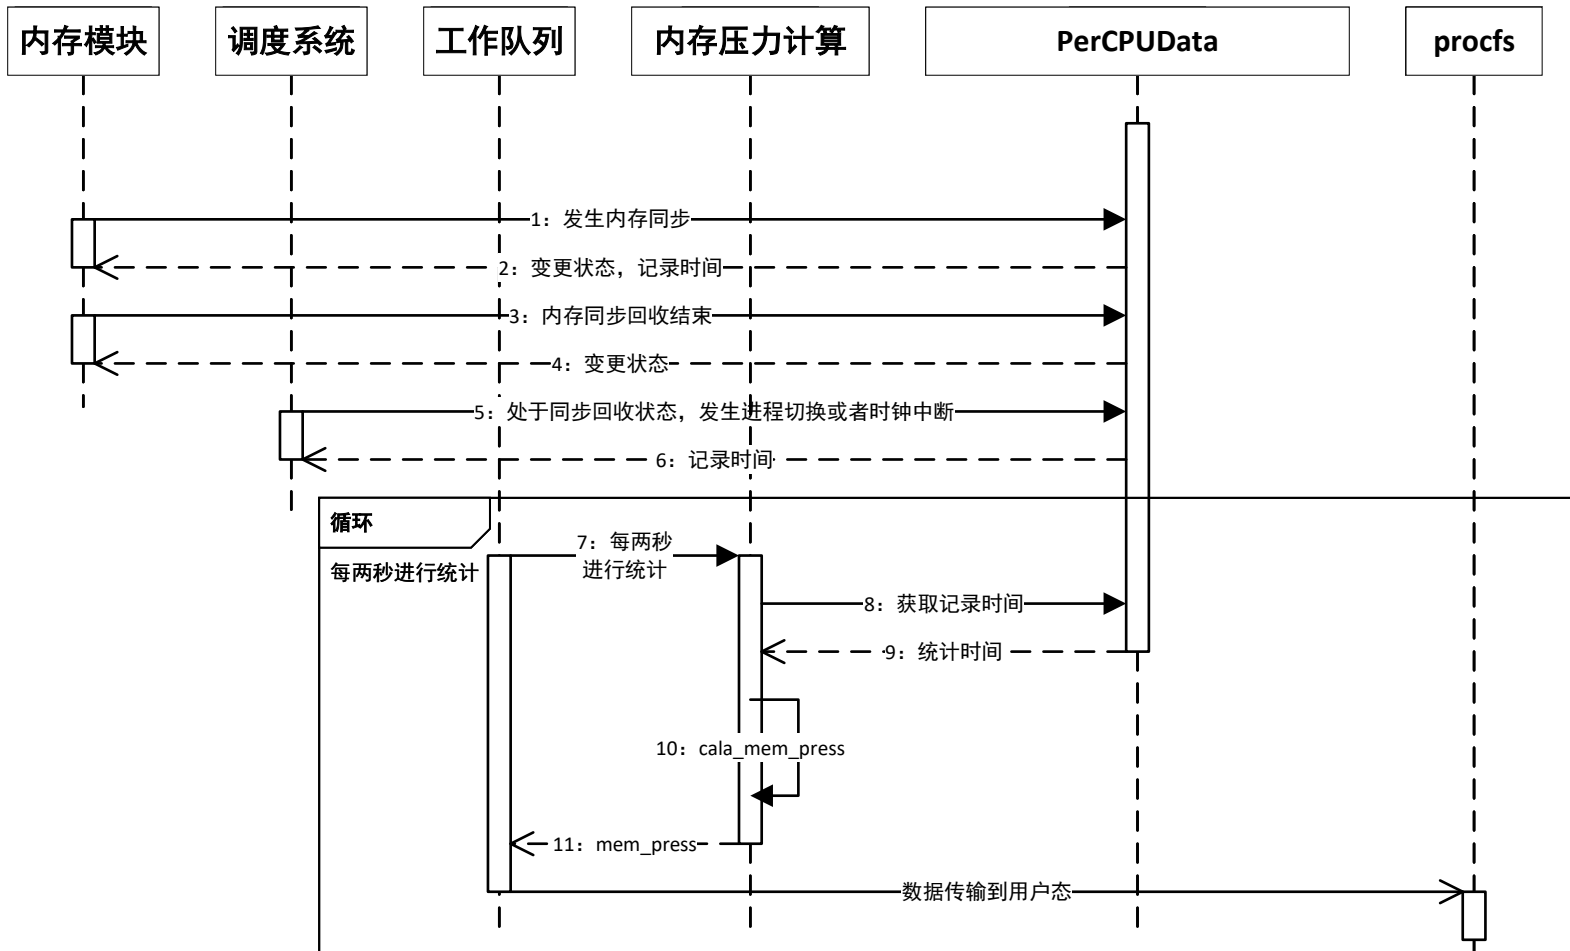 内存模块
调度系统
工作队列
内存压力计算
PerCPUData
procfs
1：发生内存同步
2：变更状态，记录时间
3：内存同步回收结束
4：变更状态
5：处于同步回收状态，发生进程切换或者时钟中断
6：记录时间
循环
每两秒进行统计
7：每两秒
进行统计
8：获取记录时间
9：统计时间
10：cala_mem_press
11：mem_press
数据传输到用户态